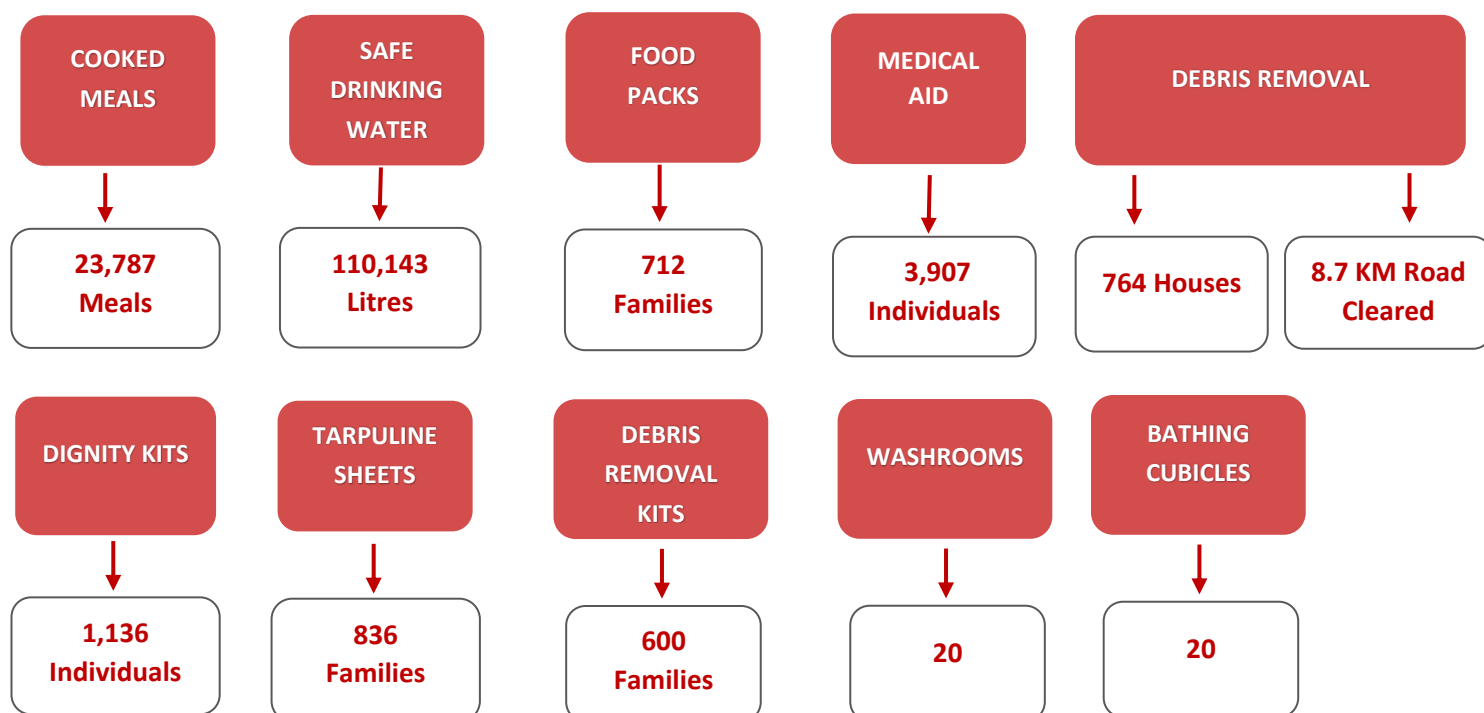 COOKED
MEALS
23,787
Meals
SAFE
DRINKING
WATER
110,143
Litres
FOOD
PACKS
712
Families
MEDICAL
AID
3,907
Individuals
DEBRIS REMOVAL
764 Houses
8.7 KM Road
Cleared
DIGNITY KITS
1,136
Individuals
TARPULINE
SHEETS
836
Families
DEBRIS
REMOVAL
KITS
600
Families
WASHROOMS
20
BATHING
CUBICLES
20